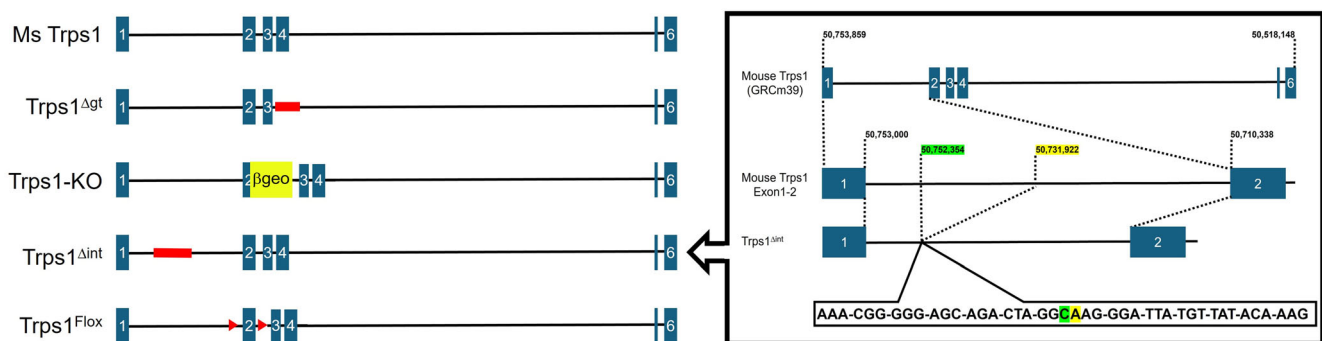 Ms Trps1 1 2 3 4 6
Trps1Δgt 1 2 3 6
Trps1-KO 1 2 βgeo 3 4 6
Trps1Δint 1 2 3 4 6
Trps1Flox 1 2 3 4 6
50,753,859 50,518,148
Mouse Trps1 1 2 3 4 6
(GRCm39)
50,753,000 50,752,354 50,731,922 50,710,338
Mouse Trps1 1 2
Exon1-2
Trps1Δint 1 2
AAA-CGG-GGG-AGC-AGA-CTA-GGCAAG-GGA-TTA-TGT-TAT-ACA-AAG